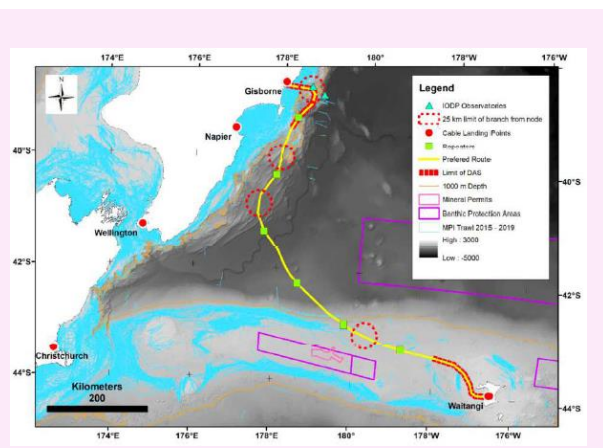 174°E 176°E 178°E 180° 178°W 176°W
N
Gisborne
Napier
Wellington
Christchurch
Waitangi
40°S
42°S
44°S
40°S
42°S
44°S
Legend
IODP Observatories
25 km limit of branch from node
Cable Landing Points
Repeaters
Prefered Route
Limit of DAS
1000 m Depth
Mineral Permits
Benthic Protection Areas
MPI Trawl 2015 - 2019
High : 3000
Low : -5000
Kilometers
200
174°E 176°E 178°E 180° 178°W 176°W